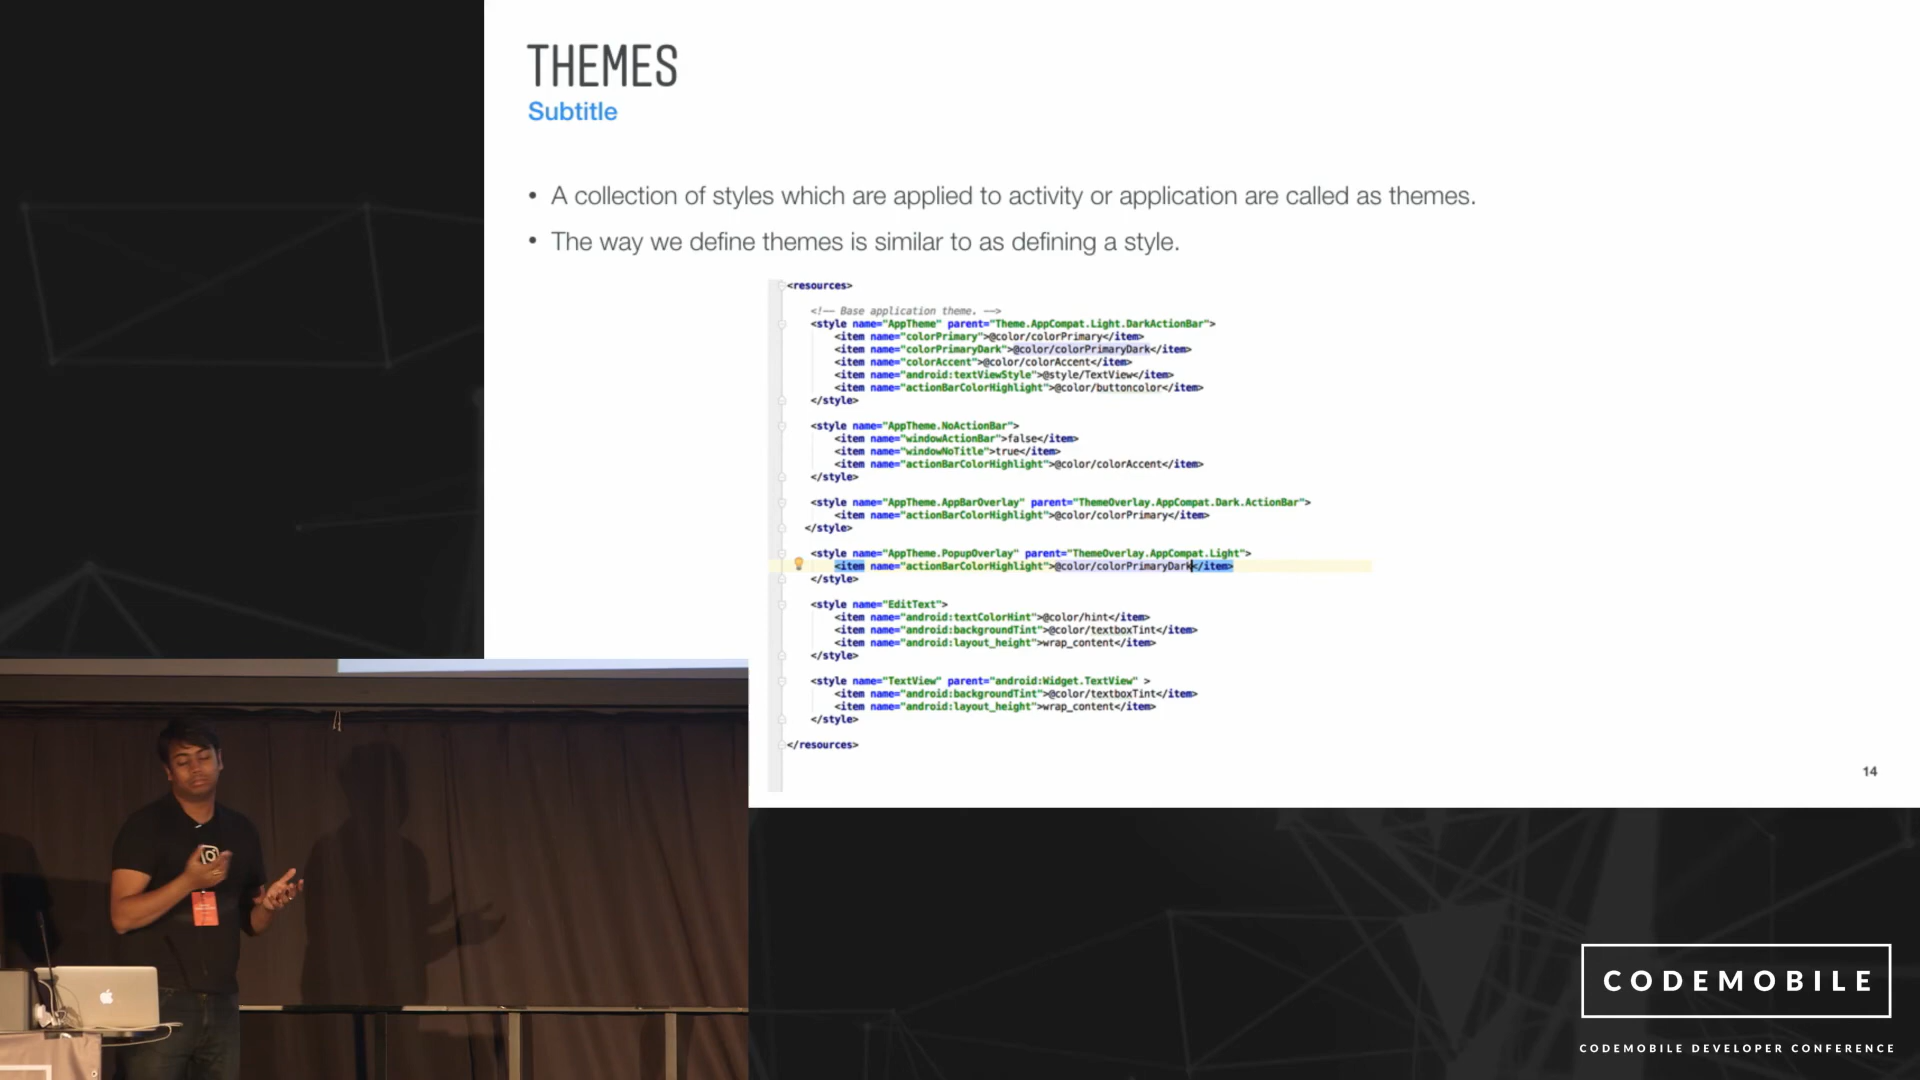 THEMES
Subtitle
• A collection of styles which are applied to activity or application are called as themes.
• The way we define themes is similar to as defining a style.
<resources>
<!-- Base application theme. -->
<style name="AppTheme" parent="Theme.AppCompat.Light.DarkActionBar">
<item name="colorPrimary">@color/colorPrimary</item>
<item name="colorPrimaryDark">@color/colorPrimaryDark</item>
<item name="colorAccent">@color/colorAccent</item>
<item name="android:textViewStyle">@style/TextView</item>
<item name="actionBarColorHighlight">@color/buttoncolor</item>
</style>
<style name="AppTheme.NoActionBar">
<item name="windowActionBar">false</item>
<item name="windowNoTitle">true</item>
<item name="actionBarColorHighlight">@color/colorAccent</item>
</style>
<style name="AppTheme.AppBarOverlay" parent="ThemeOverlay.AppCompat.Dark.ActionBar">
<item name="actionBarColorHighlight">@color/colorPrimary</item>
</style>
<style name="AppTheme.PopupOverlay" parent="ThemeOverlay.AppCompat.Light">
<item name="actionBarColorHighlight">@color/colorPrimaryDark</item>
</style>
<style name="EditText">
<item name="android:textColorHint">@color/hint</item>
<item name="android:backgroundTint">@color/textboxTint</item>
<item name="android:layout_height">wrap_content</item>
</style>
<style name="TextView" parent="android:Widget.TextView" >
<item name="android:backgroundTint">@color/textboxTint</item>
<item name="android:layout_height">wrap_content</item>
</style>
</resources>
14
CODEMOBILE
CODEMOBILE DEVELOPER CONFERENCE